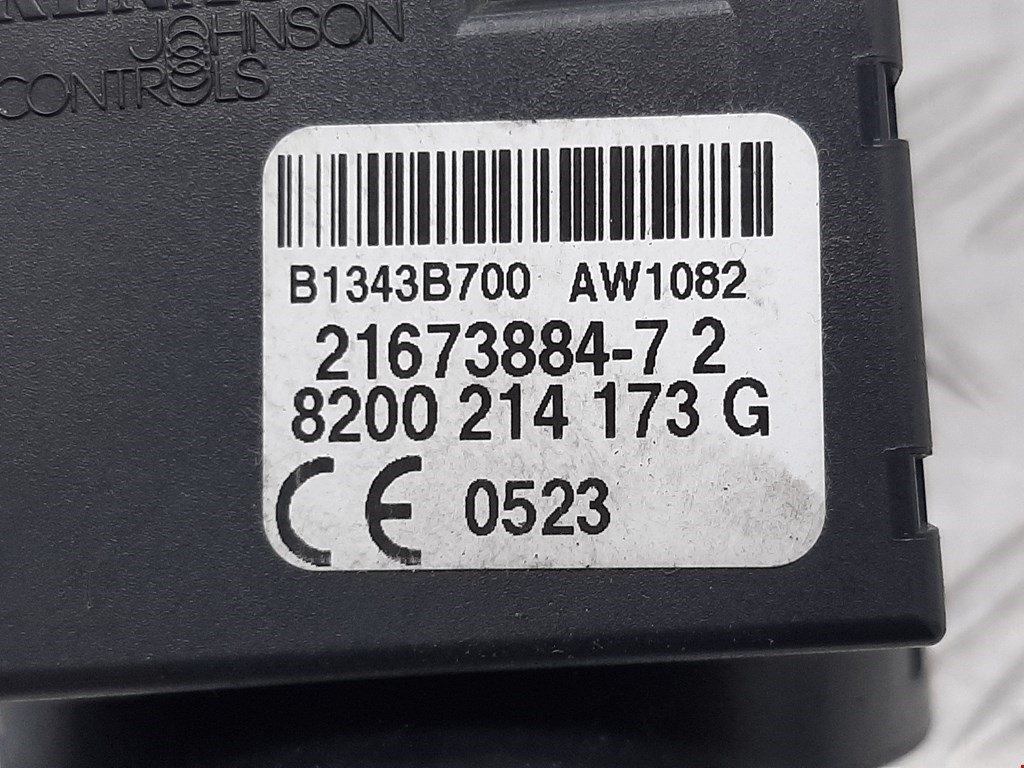 JOHNSON
CONTROLS
B1343B700 AW1082
21673884-7 2
8200 214 173 G
CE 0523